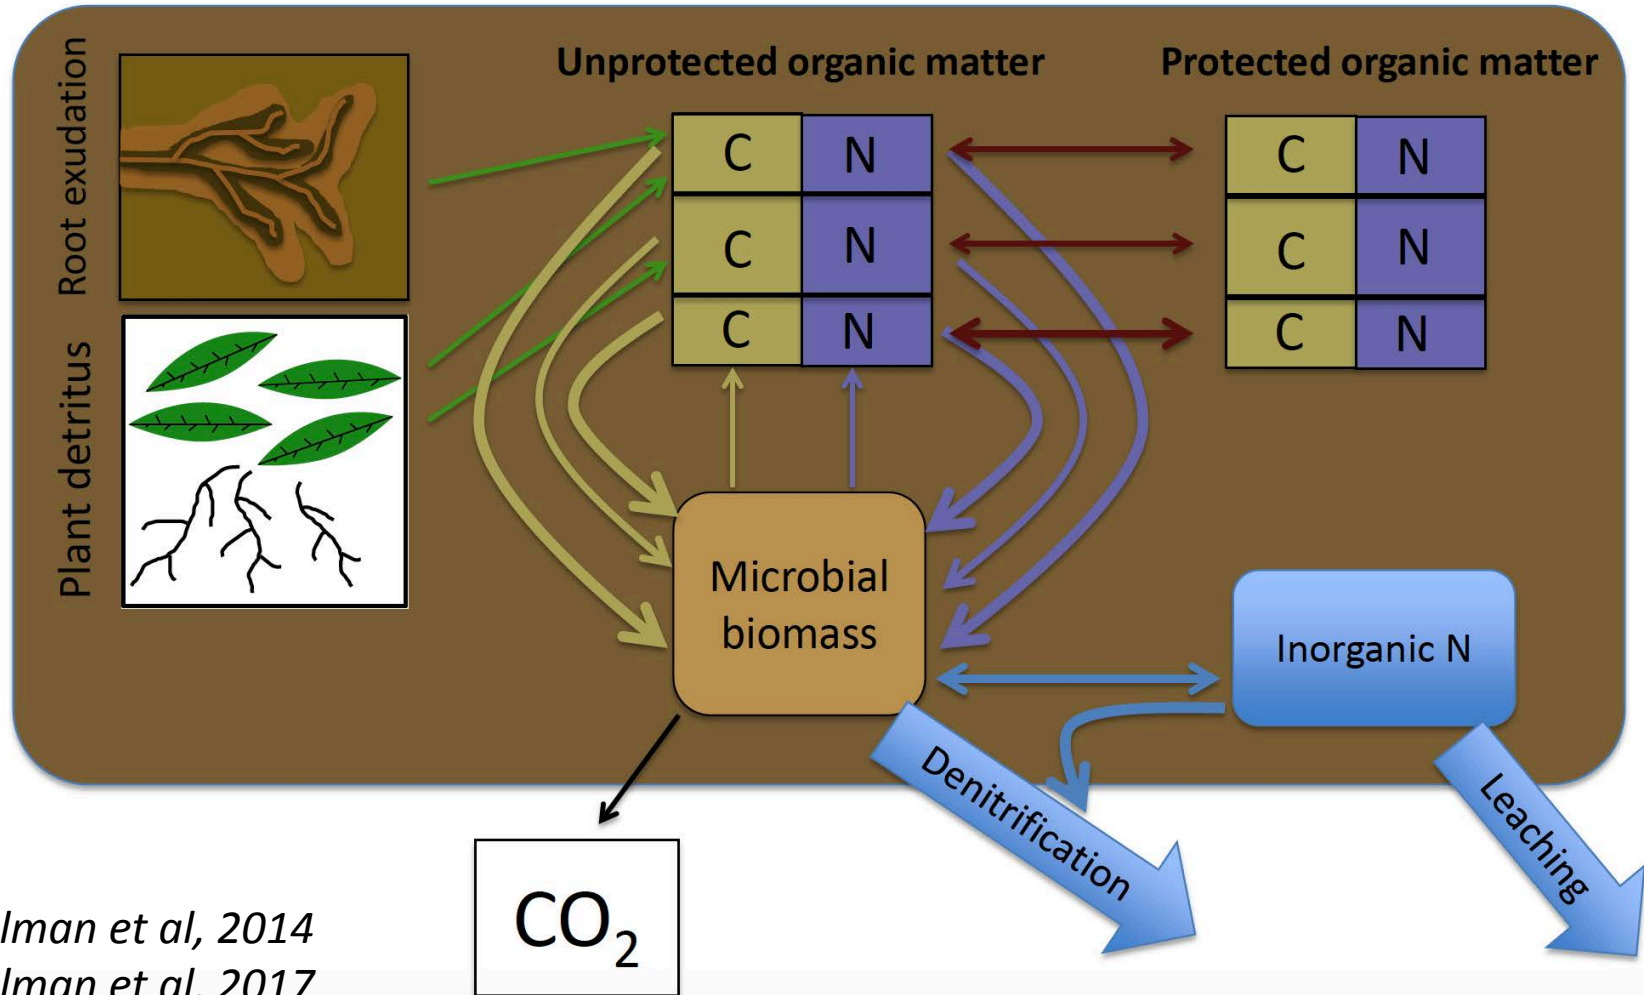 Root exudation
Plant detritus
Unprotected organic matter
Protected organic matter
C N
C N
C N
C N
C N
C N
Microbial
biomass
Inorganic N
Denitrification
Leaching
CO₂
lman et al, 2014
lman et al, 2017